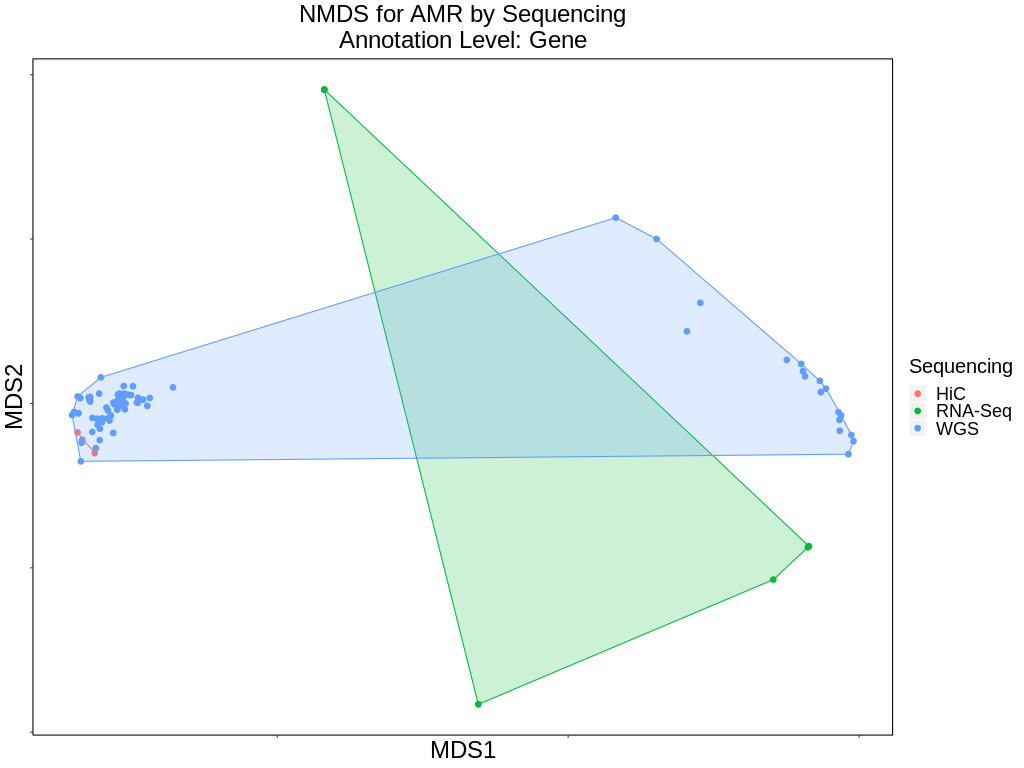 NMDS for AMR by Sequencing
Annotation Level: Gene
MDS2
MDS1
Sequencing
HiC
RNA-Seq
WGS